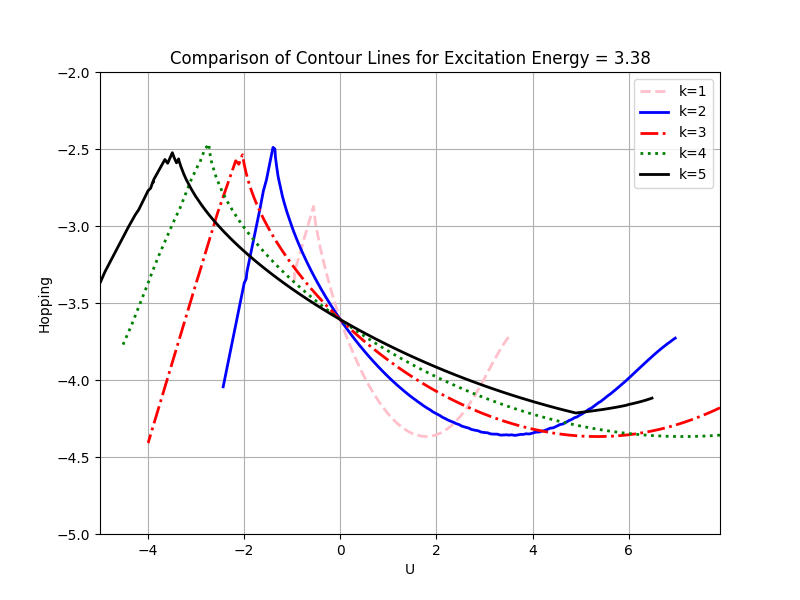 Comparison of Contour Lines for Excitation Energy = 3.38
−2.0
−2.5
−3.0
−3.5
−4.0
−4.5
−5.0
Hopping
k=1
k=2
k=3
k=4
k=5
−4
−2
0
2
4
6
U